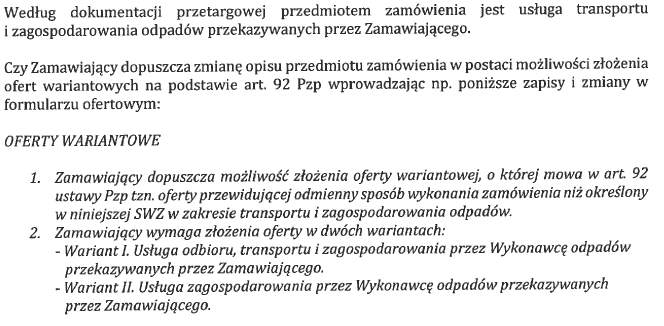 Według dokumentacji przetargowej przedmiotem zamówienia jest usługa transportu
i zagospodarowania odpadów przekazywanych przez Zamawiającego.
Czy Zamawiający dopuszcza zmianę opisu przedmiotu zamówienia w postaci możliwości złożenia
ofert wariantowych na podstawie art. 92 Pzp wprowadzając np. poniższe zapisy i zmiany w
formularzu ofertowym:
OFERTY WARIANTOWE
1. Zamawiający dopuszcza możliwość złożenia oferty wariantowej, o której mowa w art. 92
ustawy Pzp tzn. oferty przewidującej odmienny sposób wykonania zamówienia niż określony
w niniejszej SWZ w zakresie transportu i zagospodarowania odpadów.
2. Zamawiający wymaga złożenia oferty w dwóch wariantach:
- Wariant I. Usługa odbioru, transportu i zagospodarowania przez Wykonawcę odpadów
przekazywanych przez Zamawiającego.
- Wariant II. Usługa zagospodarowania przez Wykonawcę odpadów przekazywanych
przez Zamawiającego.